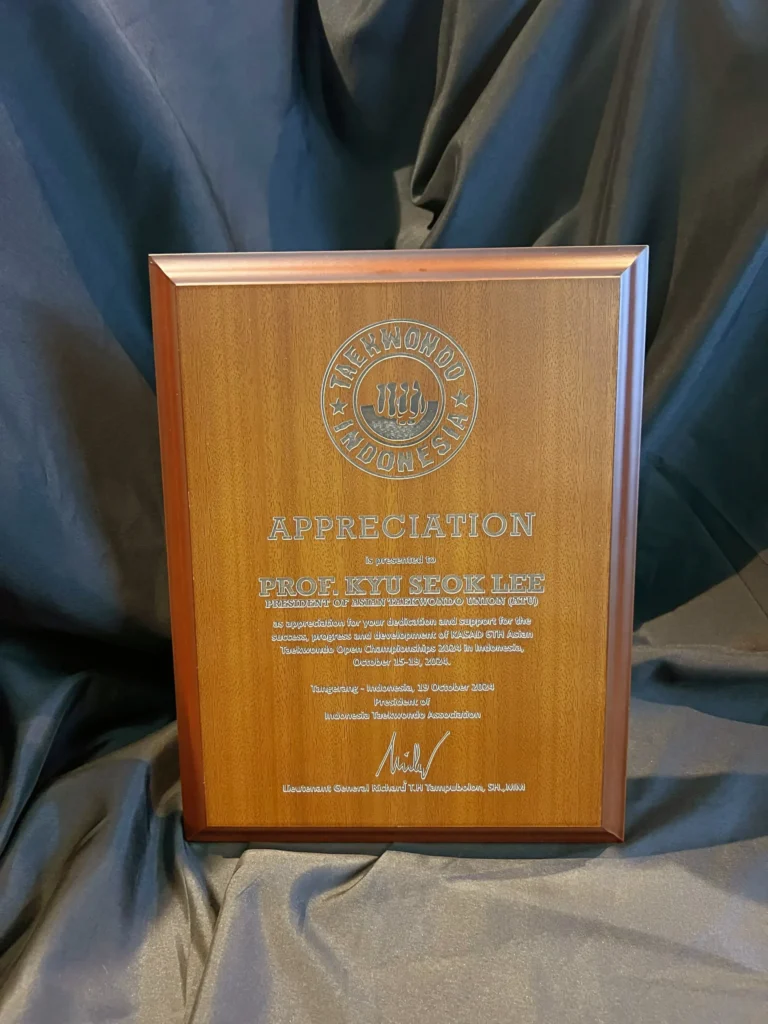 TAEKWONDO
INDONESIA
APPRECIATION
is presented to
PROF. KYU SEOK LEE
PRESIDENT OF ASIAN TAEKWONDO UNION (ATU)
as appreciation for your dedication and support for the
success, progress and development of KASAD 6TH Asian
Taekwondo Open Championships 2024 in Indonesia,
October 15-19, 2024.
Tangerang - Indonesia, 19 October 2024
President of
Indonesia Taekwondo Association
Lieutenant General Richard T.H Tampubolon, SH.,MM